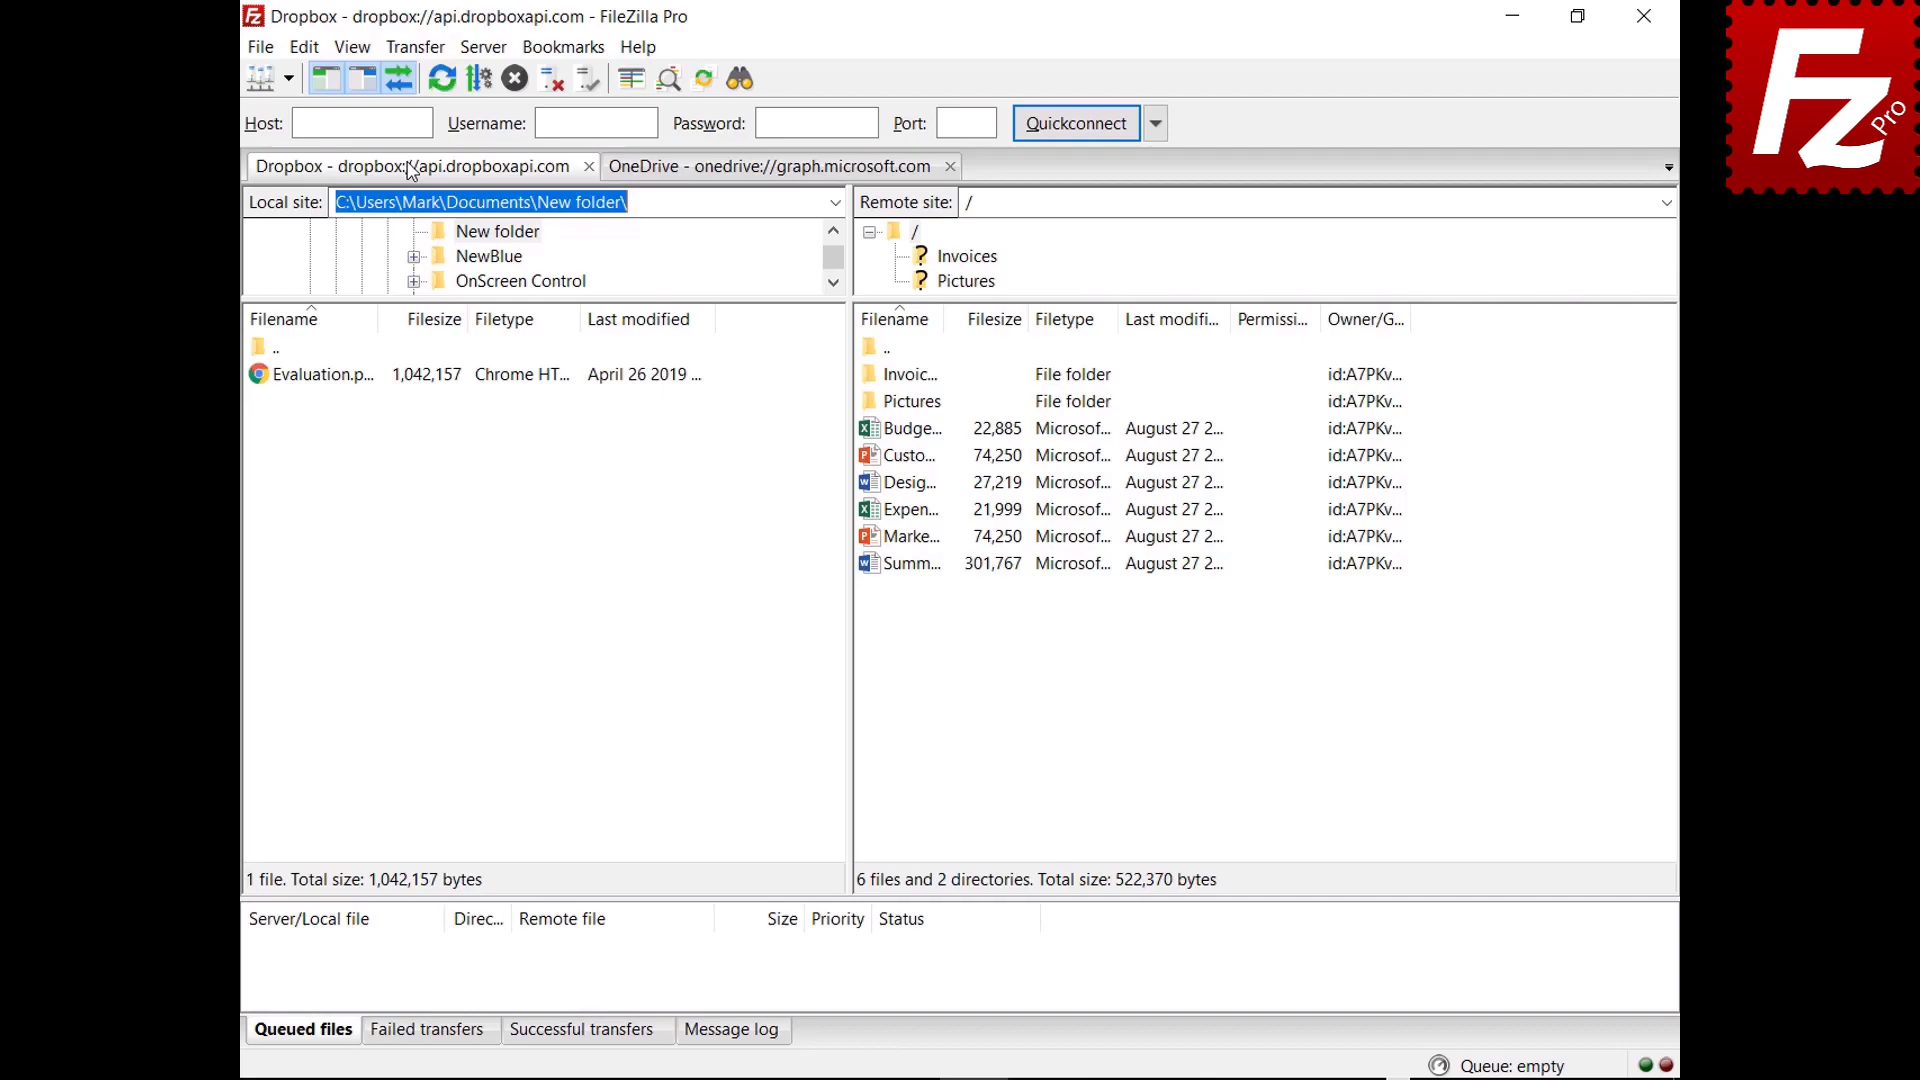 Dropbox - dropbox://api.dropboxapi.com - FileZilla Pro
File Edit View Transfer Server Bookmarks Help
Host: Username: Password: Port: Quickconnect
Dropbox - dropbox://api.dropboxapi.com OneDrive - onedrive://graph.microsoft.com
Local site: C:\Users\Mark\Documents\New folder\ Remote site: /
New folder /
NewBlue Invoices
OnScreen Control Pictures
Filename Filesize Filetype Last modified
..
Evaluation.p... 1,042,157 Chrome HT... April 26 2019 ...
Filename Filesize Filetype Last modifi... Permissi... Owner/G...
..
Invoic... File folder id:A7PKv...
Pictures File folder id:A7PKv...
Budge... 22,885 Microsof... August 27 2... id:A7PKv...
Custo... 74,250 Microsof... August 27 2... id:A7PKv...
Desig... 27,219 Microsof... August 27 2... id:A7PKv...
Expen... 21,999 Microsof... August 27 2... id:A7PKv...
Marke... 74,250 Microsof... August 27 2... id:A7PKv...
Summ... 301,767 Microsof... August 27 2... id:A7PKv...
1 file. Total size: 1,042,157 bytes
6 files and 2 directories. Total size: 522,370 bytes
Server/Local file Direc... Remote file Size Priority Status
Queued files Failed transfers Successful transfers Message log
Queue: empty
Fz Pro